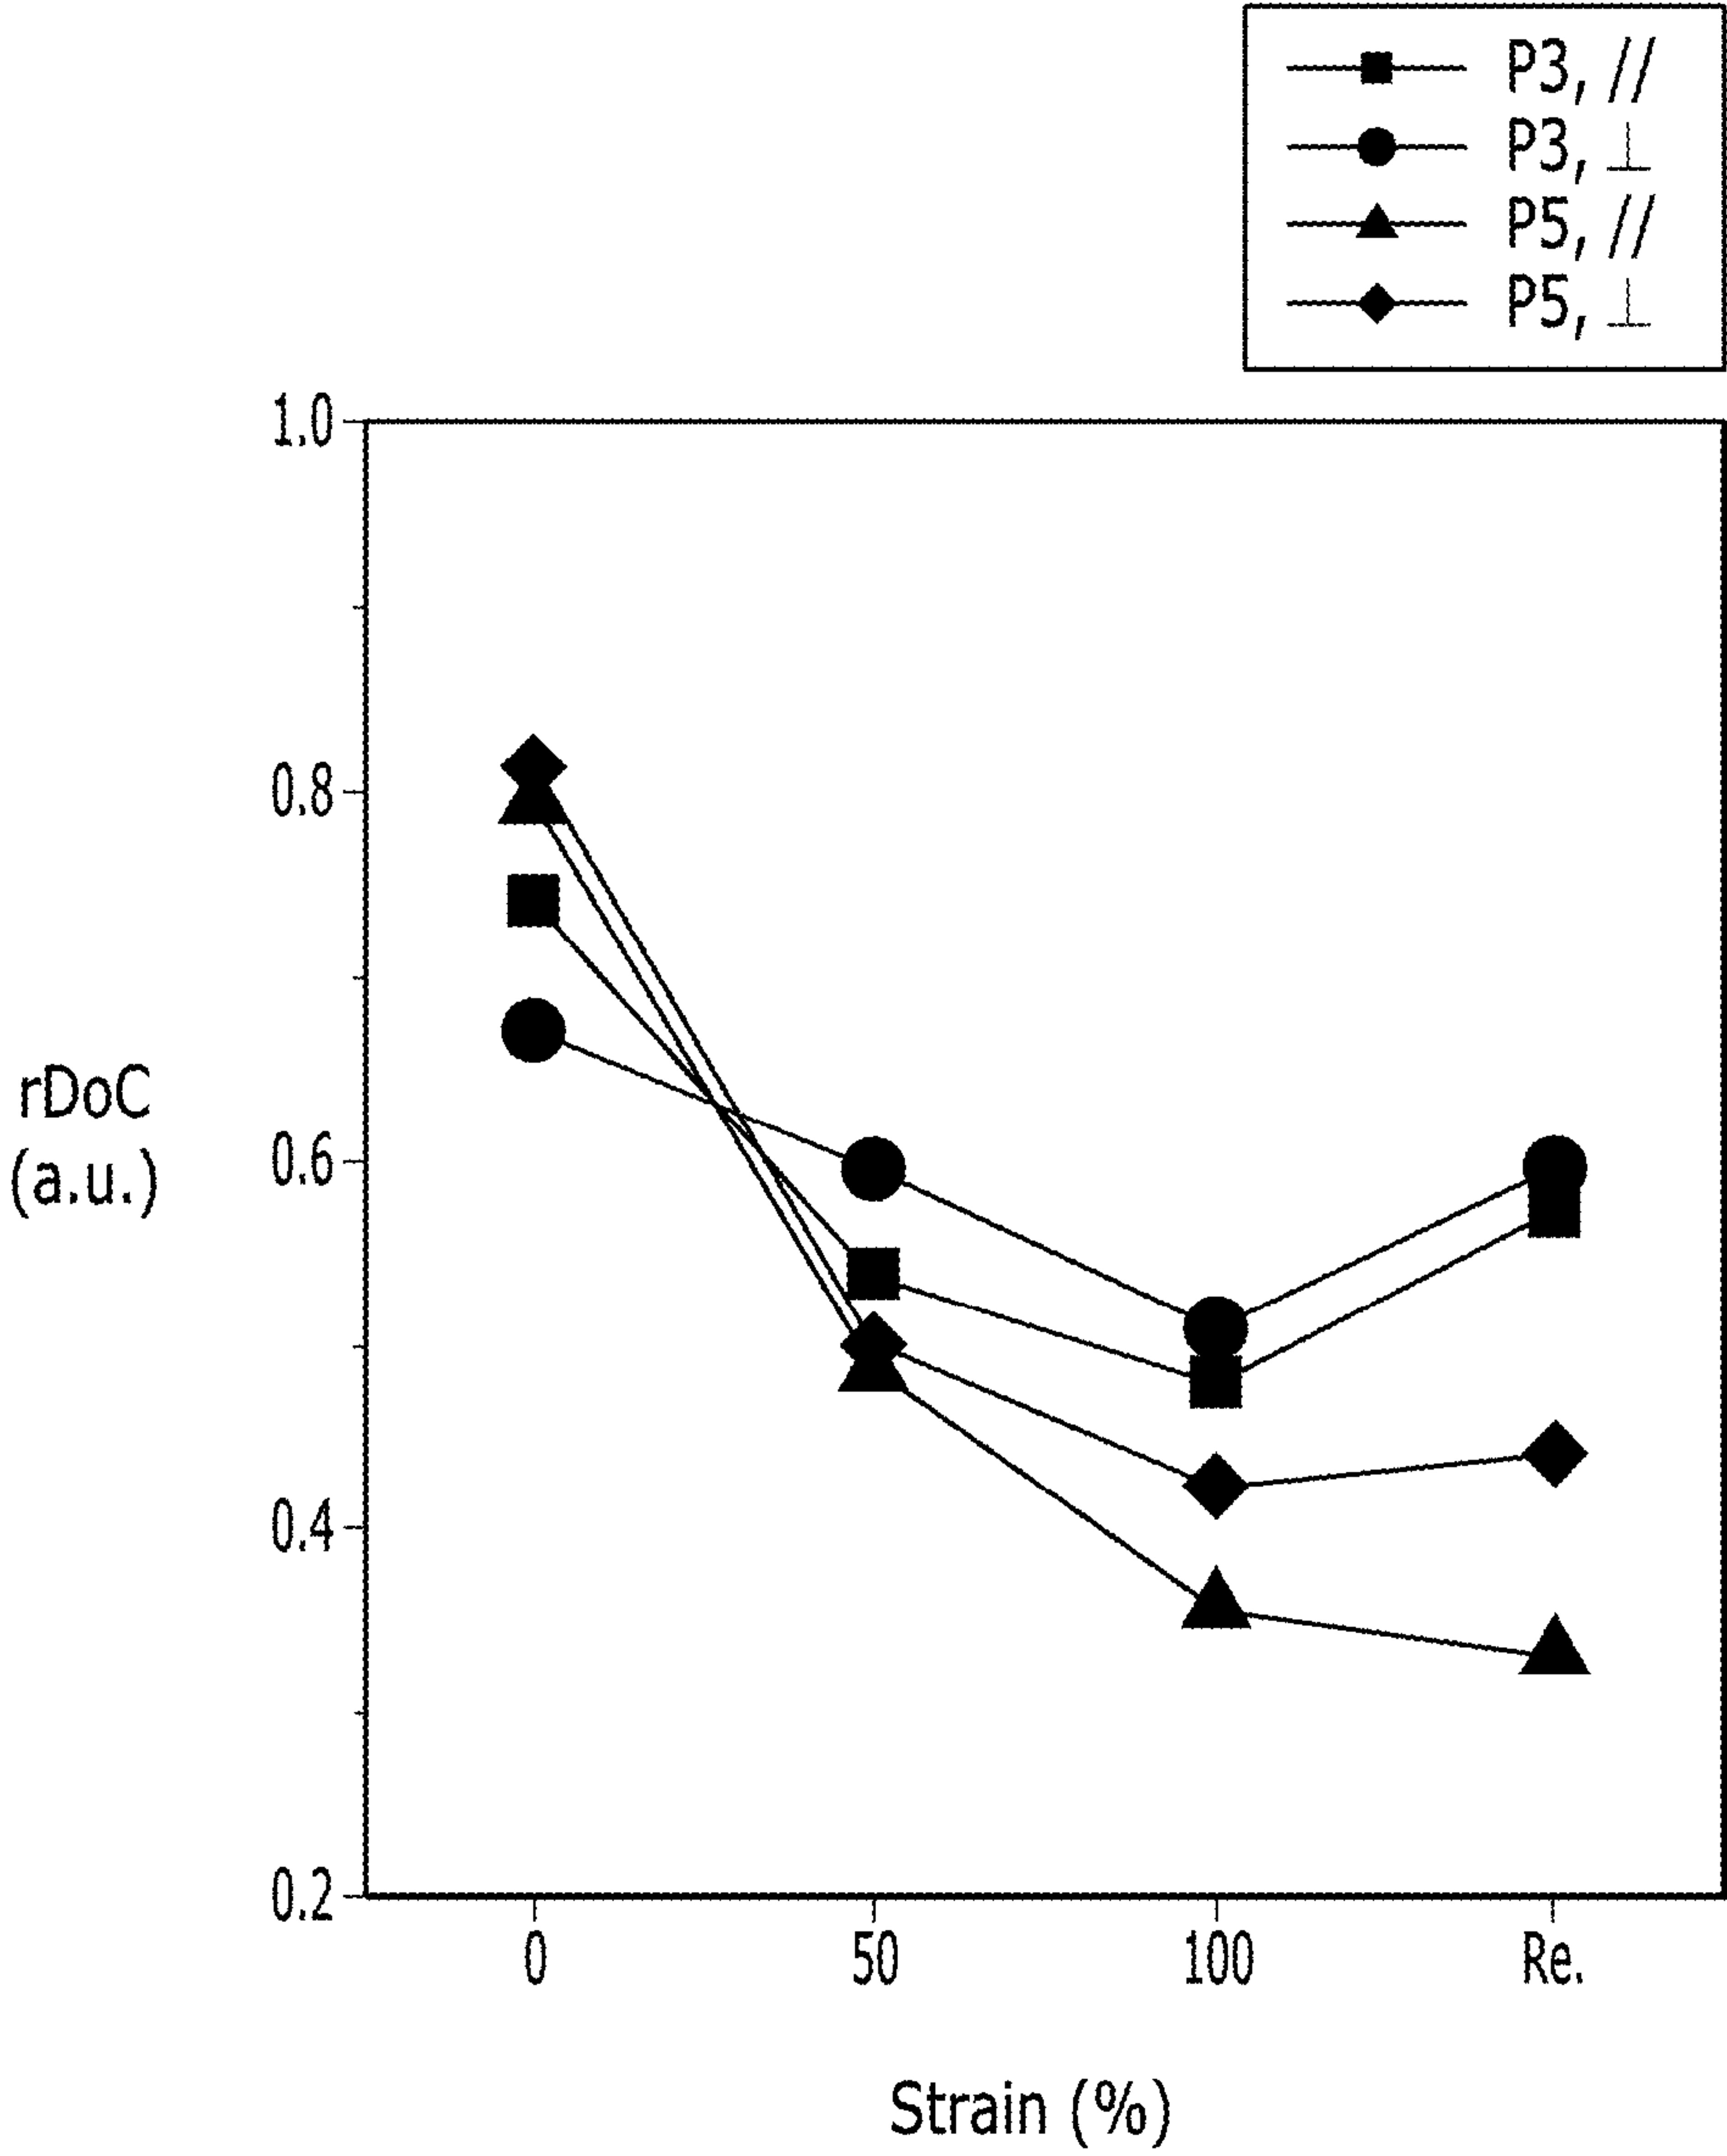 P3, //
P3, ⊥
P5, //
P5, ⊥
1.0
0.8
0.6
0.4
0.2
rDoC
(a.u.)
0 50 100 Re.
Strain (%)